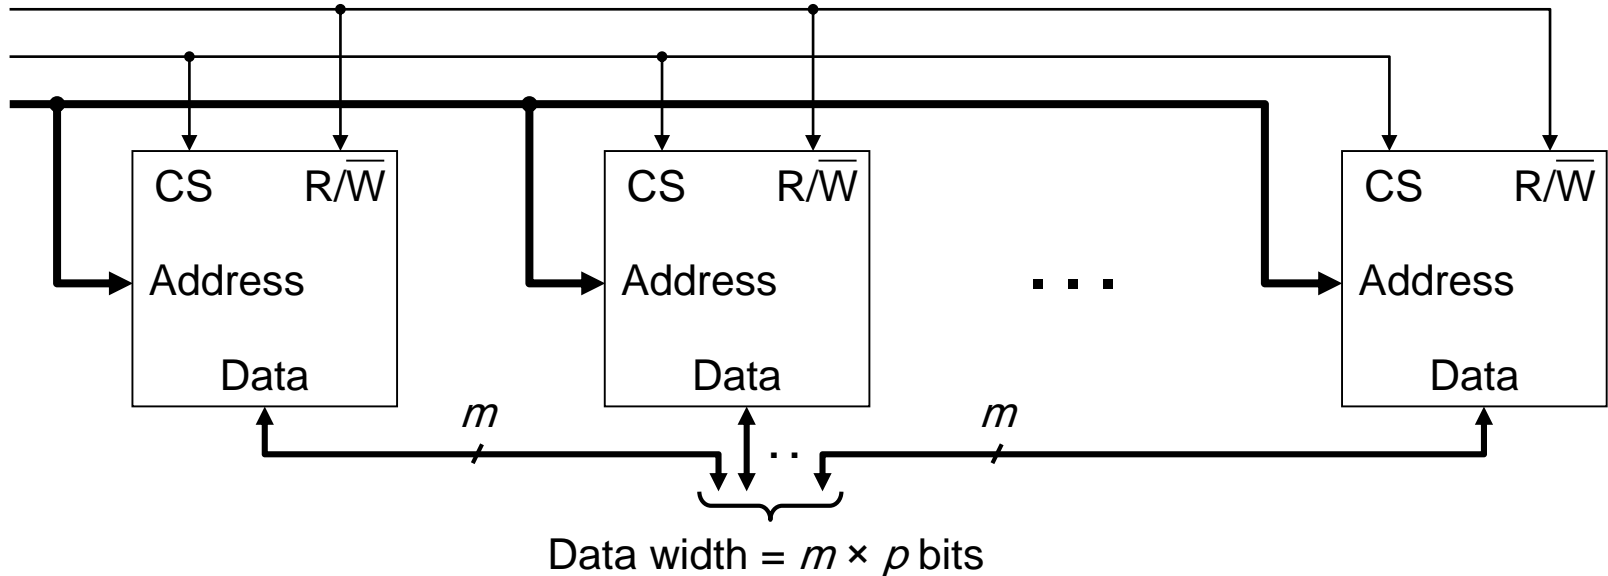 CS R/W̅ CS R/W̅ CS R/W̅
Address Address . . . Address
Data Data Data
m m
. .
Data width = m × p bits